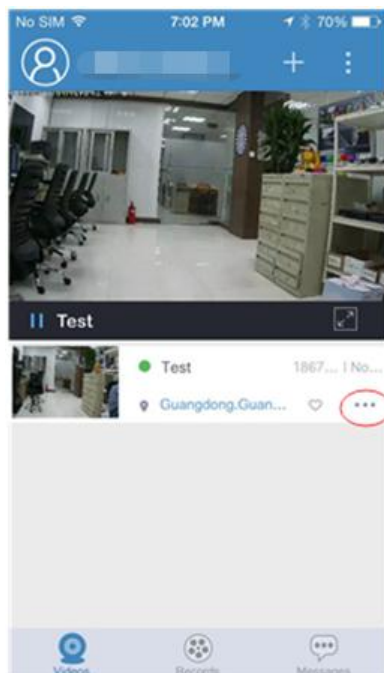 No SIM 7:02 PM 70%
Test
Test 1867... | No...
Guangdong.Guan...
Videos Records Messages